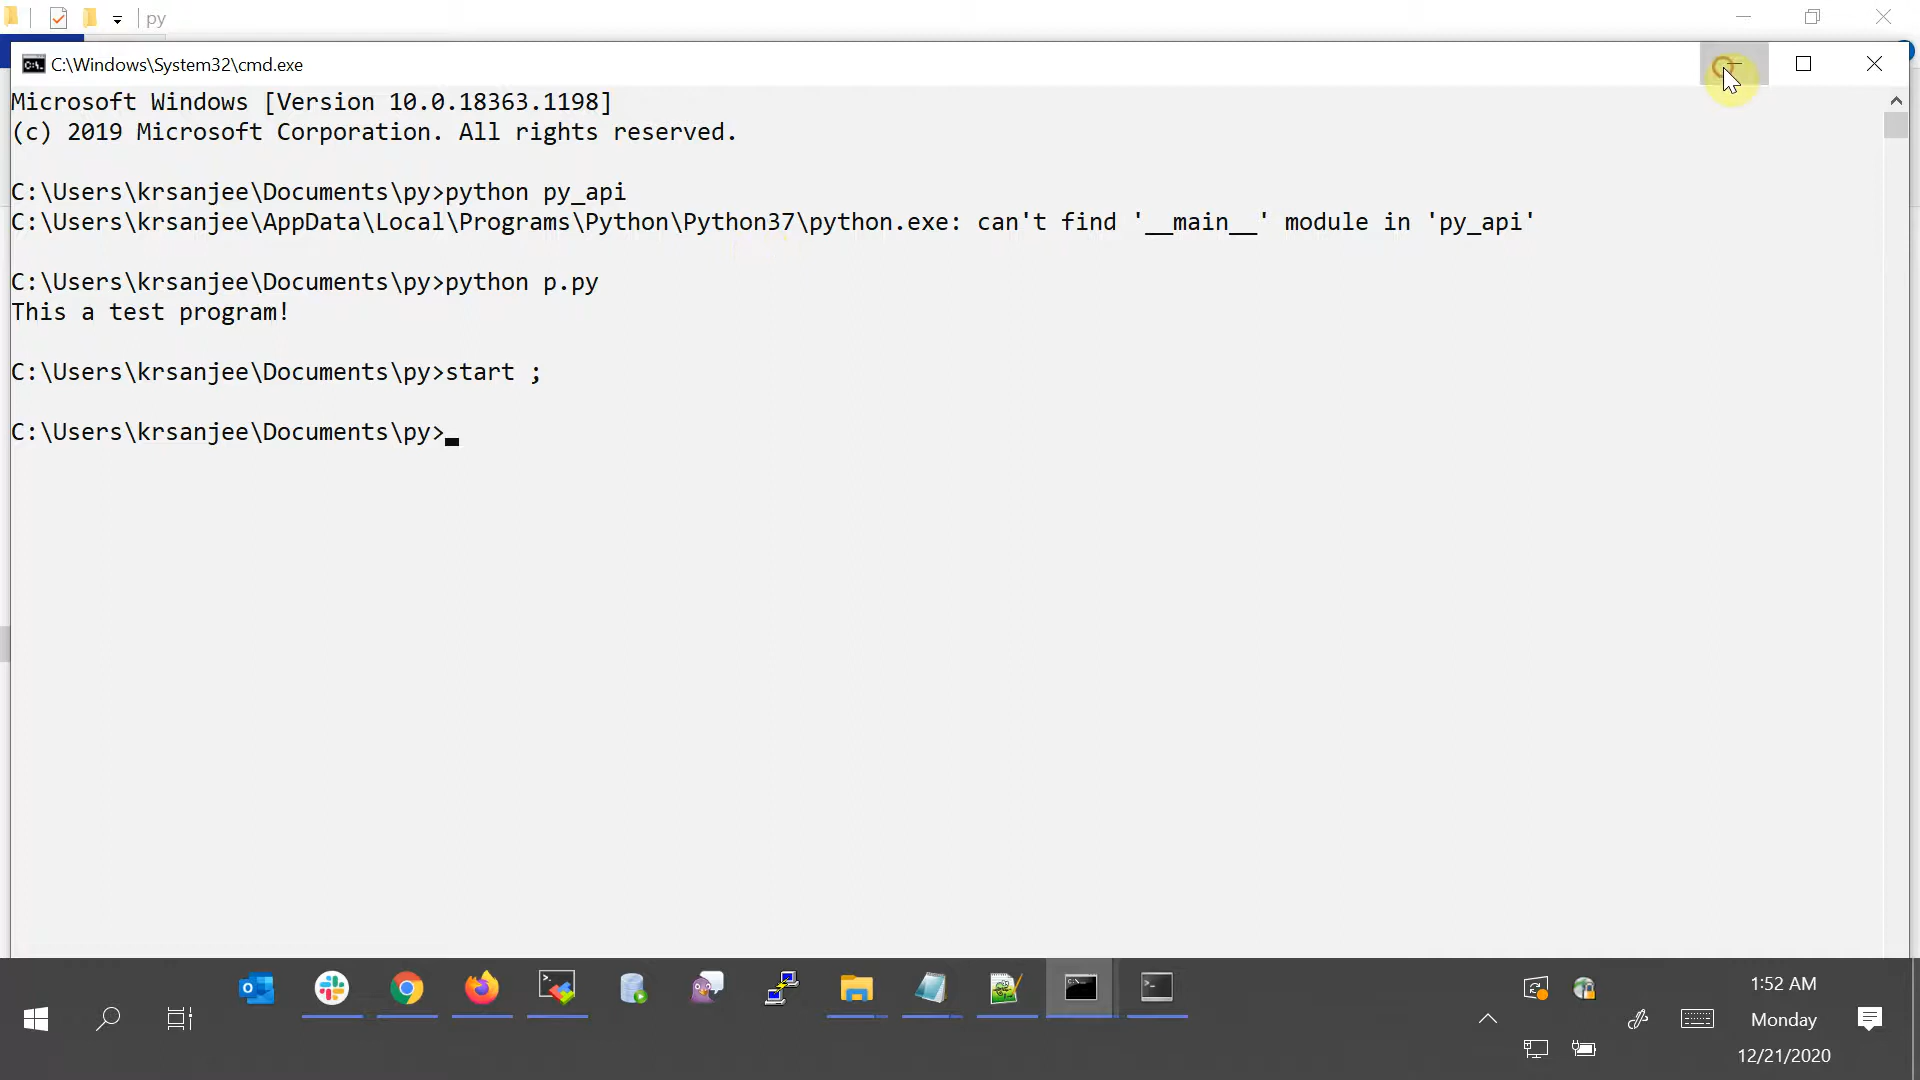 py
C:\Windows\System32\cmd.exe
Microsoft Windows [Version 10.0.18363.1198]
(c) 2019 Microsoft Corporation. All rights reserved.
C:\Users\krsanjee\Documents\py>python py_api
C:\Users\krsanjee\AppData\Local\Programs\Python\Python37\python.exe: can't find '__main__' module in 'py_api'
C:\Users\krsanjee\Documents\py>python p.py
This a test program!
C:\Users\krsanjee\Documents\py>start ;
C:\Users\krsanjee\Documents\py>
1:52 AM
Monday
12/21/2020